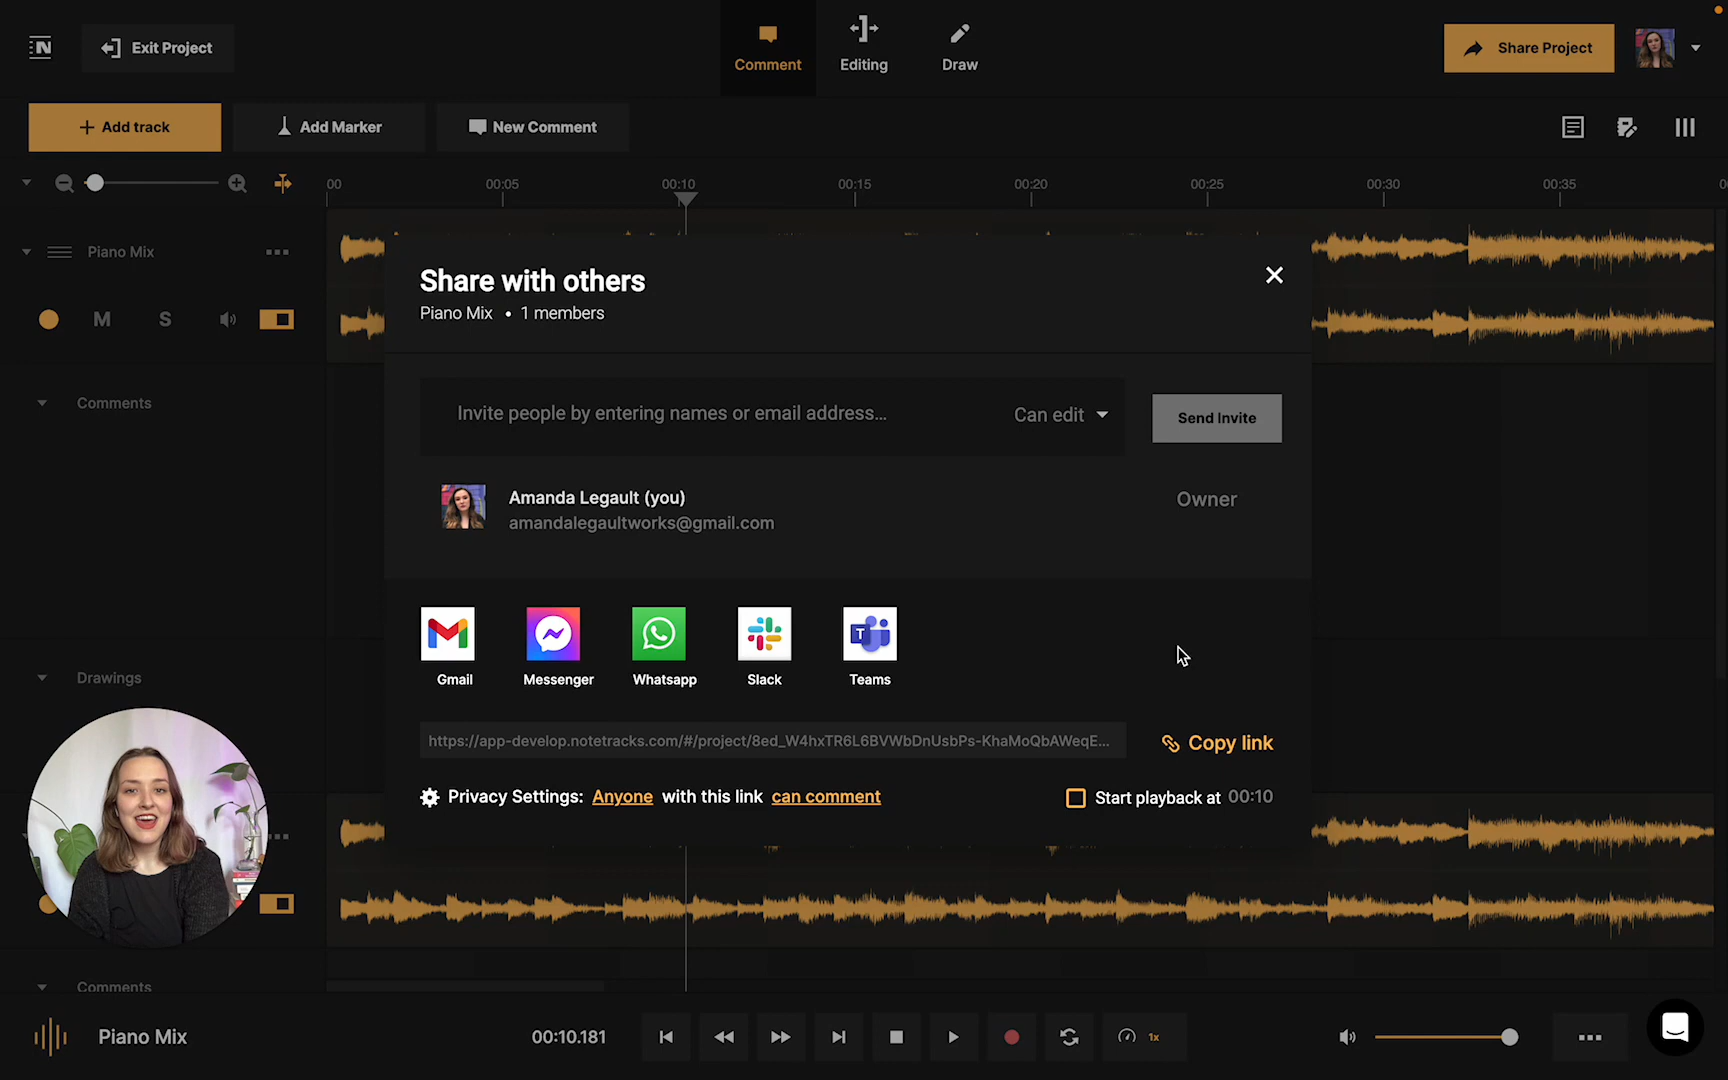 N
Exit Project
Comment
Editing
Draw
Share Project
Add track
Add Marker
New Comment
00
00:05
00:10
00:15
00:20
00:25
00:30
00:35
Piano Mix
M
S
Comments
Drawings
Share with others
Piano Mix • 1 members
Invite people by entering names or email address...
Can edit
Send Invite
Amanda Legault (you)
amandalegaultworks@gmail.com
Owner
Gmail
Messenger
Whatsapp
Slack
T
Teams
https://app-develop.notetracks.com/#/project/8ed_W4hxTR6L6BVWbDnUsbPs-KhaMoQbAWeqE...
Copy link
Privacy Settings: Anyone with this link can comment
Start playback at 00:10
Comments
Piano Mix
00:10.181
1x